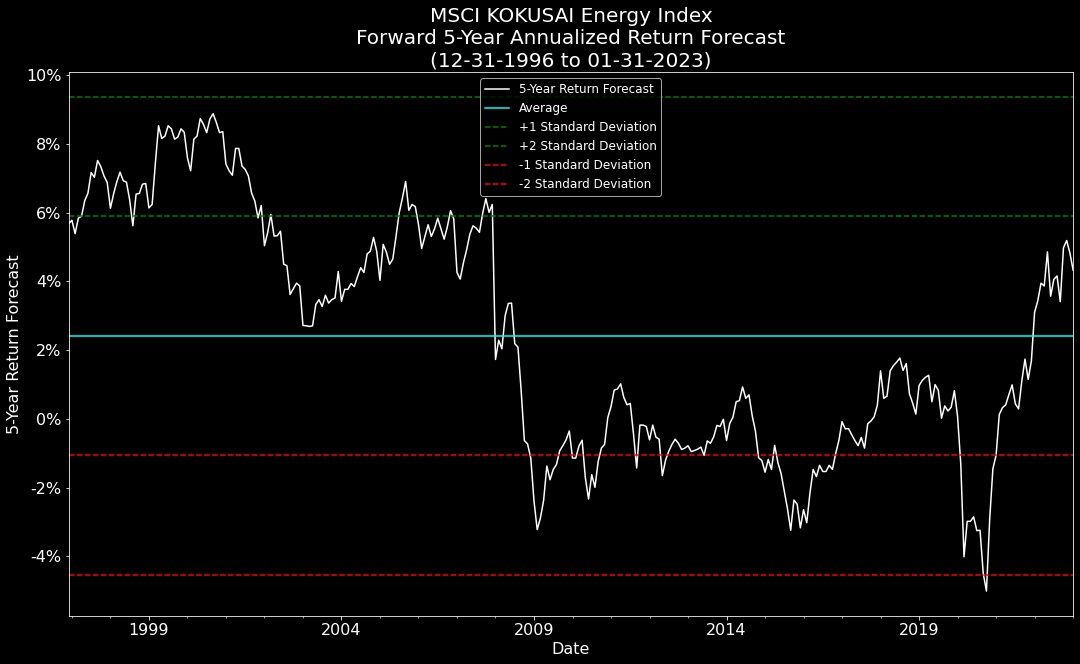 MSCI KOKUSAI Energy Index
Forward 5-Year Annualized Return Forecast
(12-31-1996 to 01-31-2023)
5-Year Return Forecast
Average
+1 Standard Deviation
+2 Standard Deviation
-1 Standard Deviation
-2 Standard Deviation
5-Year Return Forecast
10%
8%
6%
4%
2%
0%
-2%
-4%
1999 2004 2009 2014 2019
Date